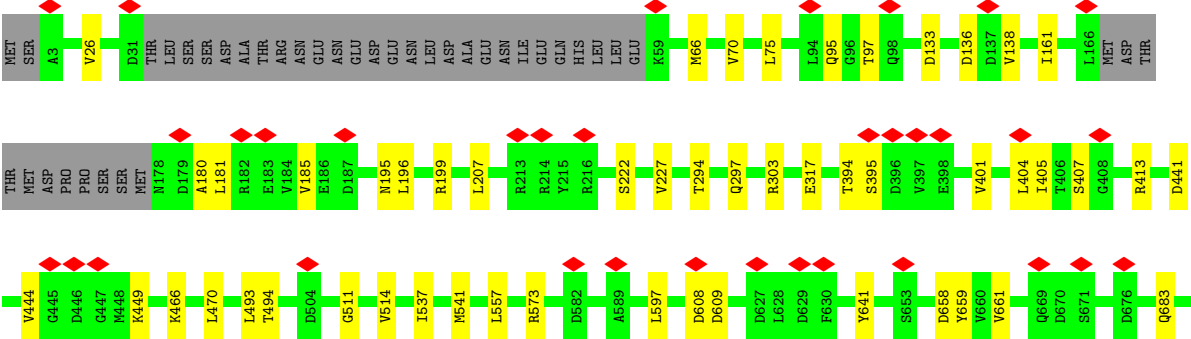 MET SER A3 V26 D31 THR LEU SER SER ASP ALA THR ARG ASN GLU ASN GLU ASP GLU ASN LEU ASP ALA GLU ASN ILE GLU GLN HIS LEU LEU GLU K59 M66 V70 L75 L94 Q95 G96 T97 Q98 D133 D136 D137 V138 I161 L166 MET ASP THR
THR MET ASP PRO PRO SER SER MET N178 D179 A180 L181 R182 E183 V184 V185 E186 D187 N195 L196 R199 L207 R213 R214 Y215 R216 S222 V227 T294 Q297 R303 E317 T394 S395 D396 V397 E398 V401 L404 I405 T406 S407 G408 R413 D441
V444 G445 D446 G447 M448 K449 K466 L470 L493 T494 D504 G511 V514 I537 M541 L557 R573 D582 A589 L597 D608 D609 D627 L628 D629 F630 Y641 S653 D658 Y659 V660 V661 Q669 D670 S671 D676 Q683